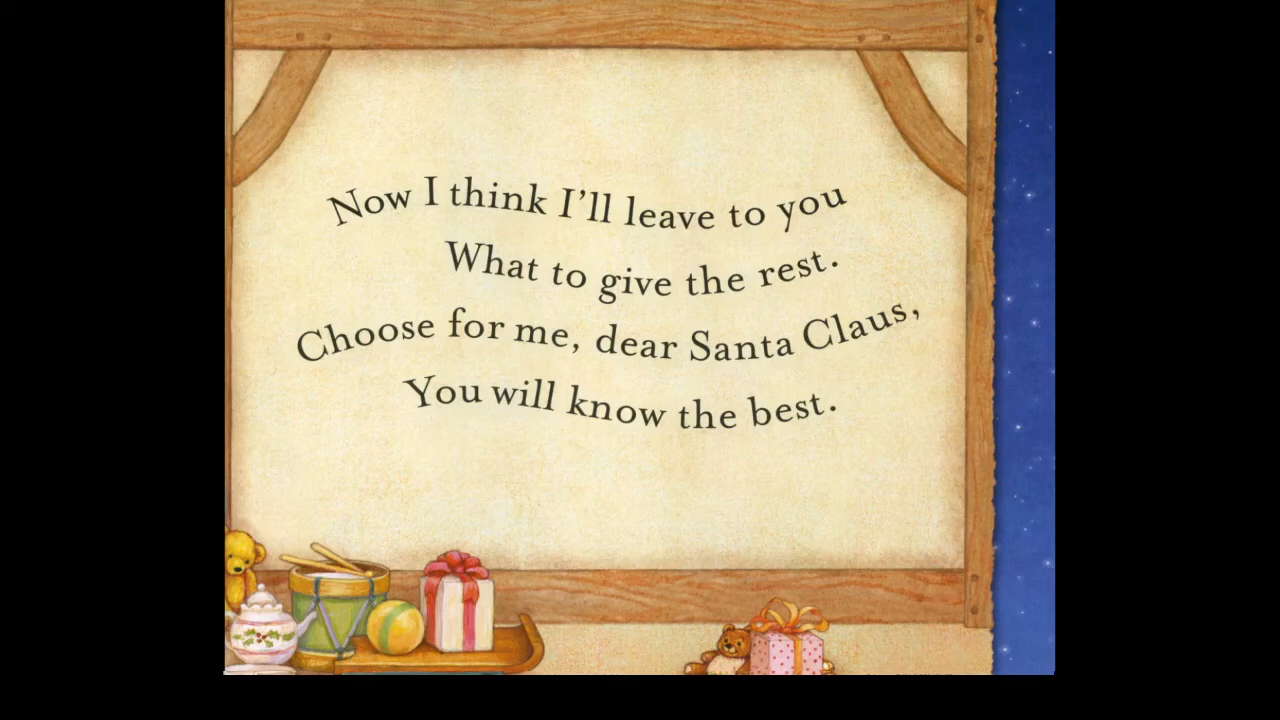 Now I think I'll leave to you
What to give the rest.
Choose for me, dear Santa Claus,
You will know the best.